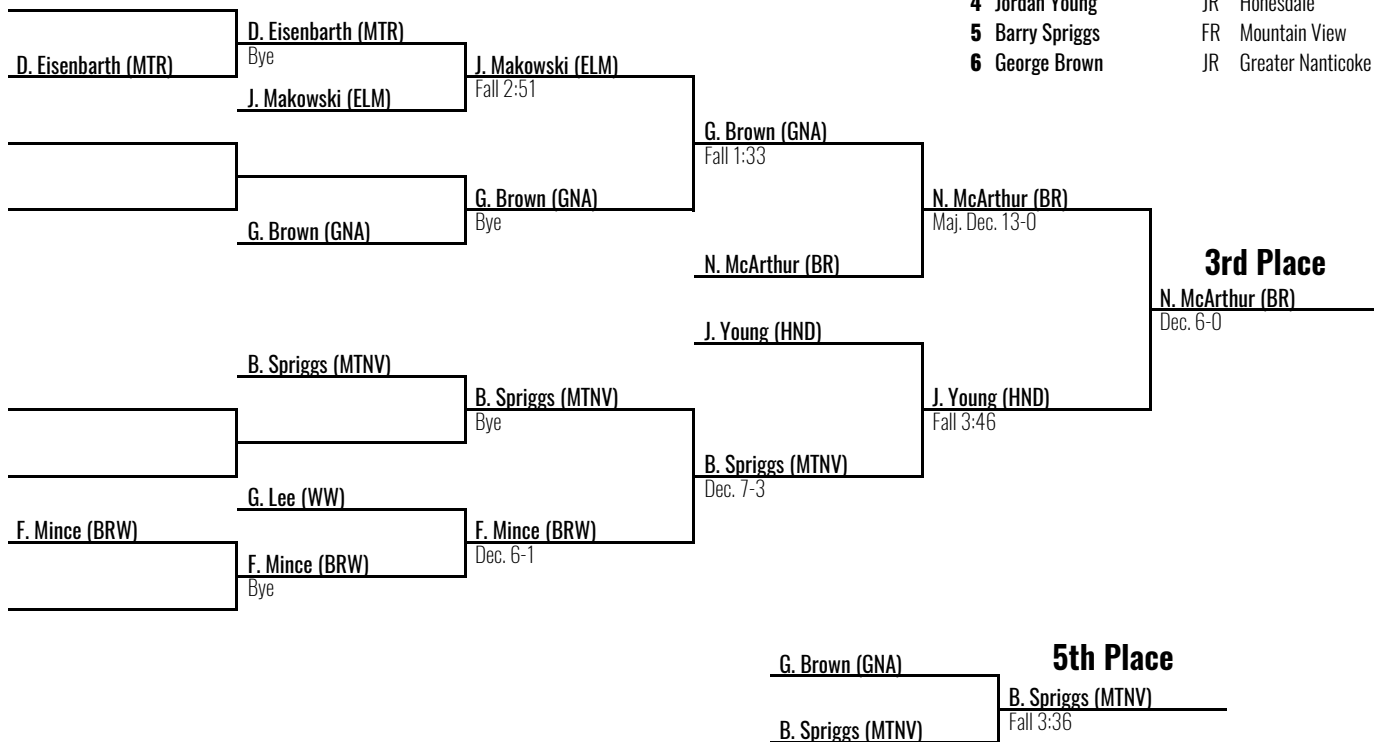 4 Jordan Young JR Honesdale
5 Barry Spriggs FR Mountain View
6 George Brown JR Greater Nanticoke
D. Eisenbarth (MTR)
D. Eisenbarth (MTR)
Bye
J. Makowski (ELM)
J. Makowski (ELM)
Fall 2:51
G. Brown (GNA)
G. Brown (GNA)
Bye
G. Brown (GNA)
Fall 1:33
N. McArthur (BR)
N. McArthur (BR)
Maj. Dec. 13-0
3rd Place
N. McArthur (BR)
Dec. 6-0
J. Young (HND)
J. Young (HND)
Fall 3:46
B. Spriggs (MTNV)
B. Spriggs (MTNV)
Bye
B. Spriggs (MTNV)
Dec. 7-3
G. Lee (WW)
F. Mince (BRW)
F. Mince (BRW)
Bye
F. Mince (BRW)
Dec. 6-1
5th Place
G. Brown (GNA)
B. Spriggs (MTNV)
B. Spriggs (MTNV)
Fall 3:36